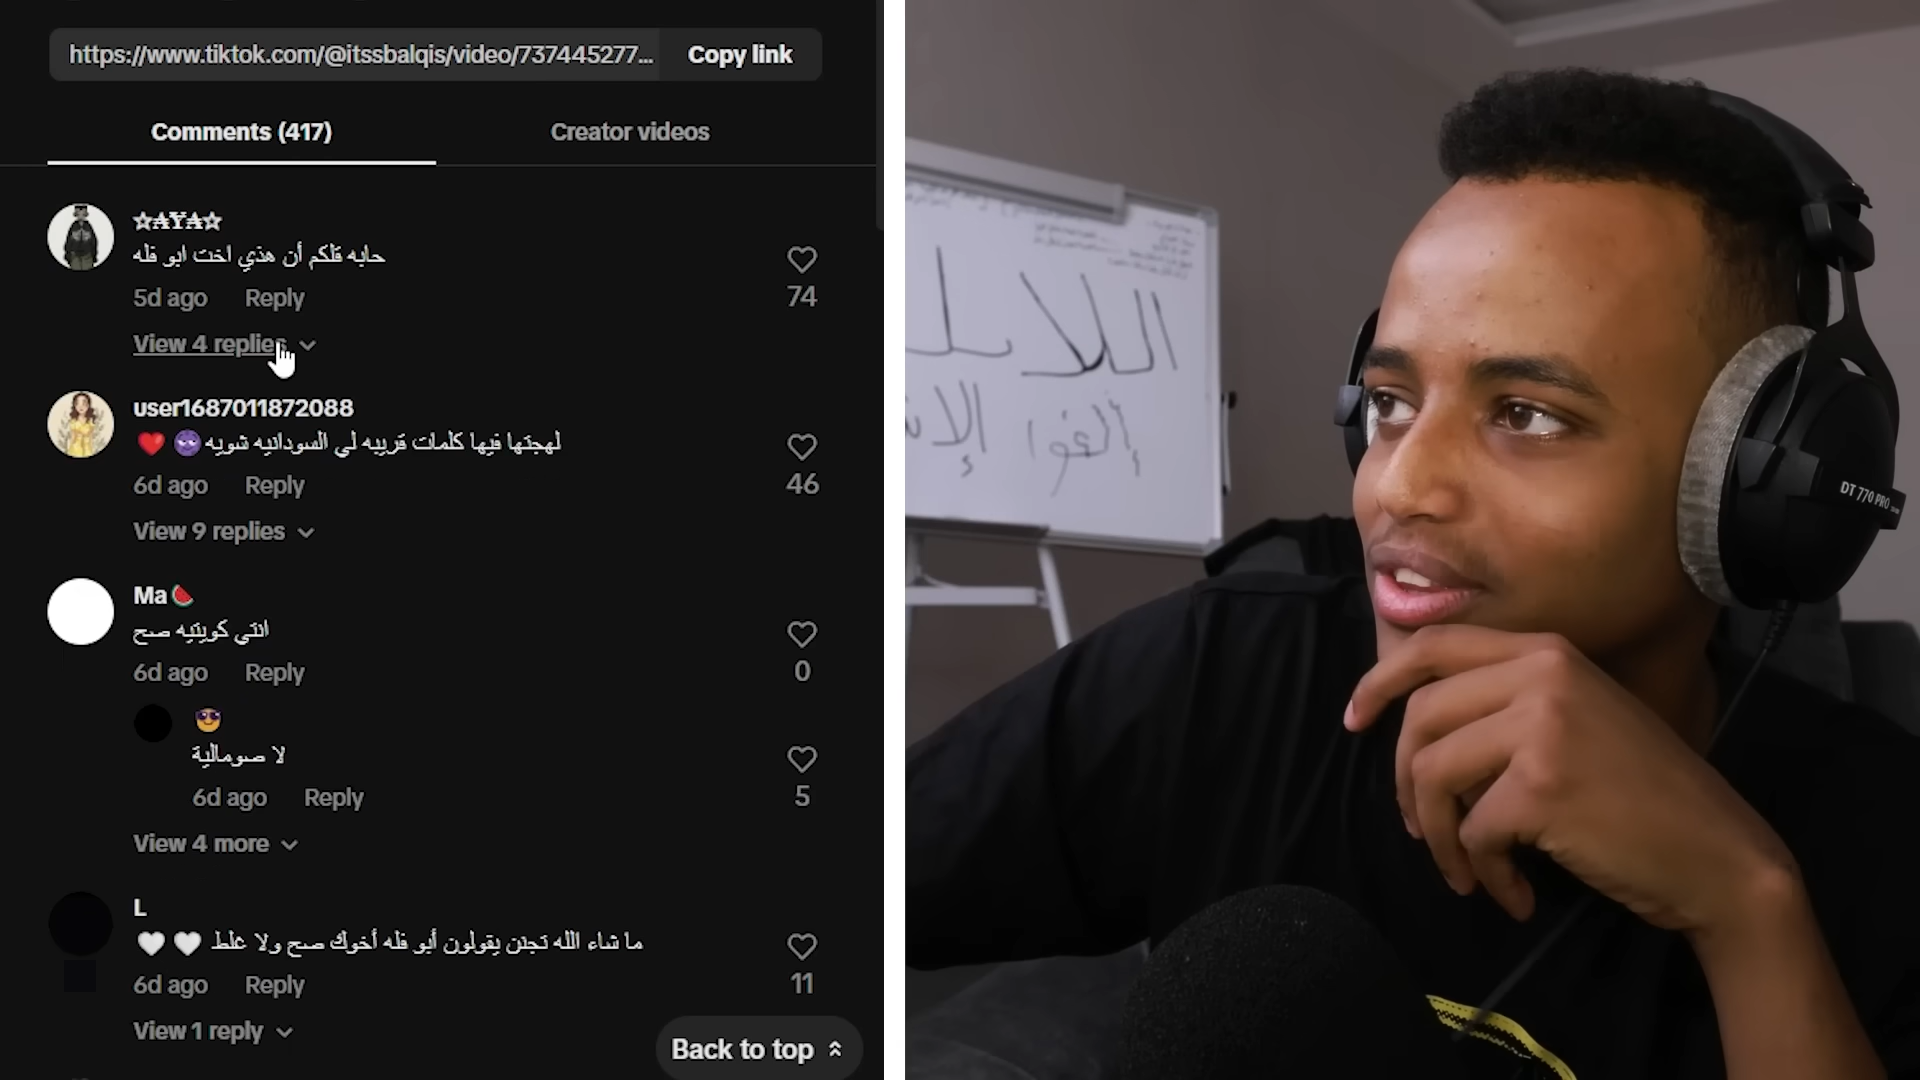 https://www.tiktok.com/@itssbalqis/video/737445277...
Copy link
Comments (417)
Creator videos
☆AYA☆
حابه قلكم أن هذي اخت ابو فله
5d ago
Reply
74
View 4 replies
user1687011872088
لهجتها فيها كلمات قريبه لي السودانيه شويه😈❤️
6d ago
Reply
46
View 9 replies
Ma🍉
انتي كويتيه صح
6d ago
Reply
0
😎
لا صومالية
6d ago
Reply
5
View 4 more
L
ما شاء الله تجنن يقولون أبو فله أخوك صح ولا غلط 🤍🤍
6d ago
Reply
11
View 1 reply
Back to top
DT 770 PRO